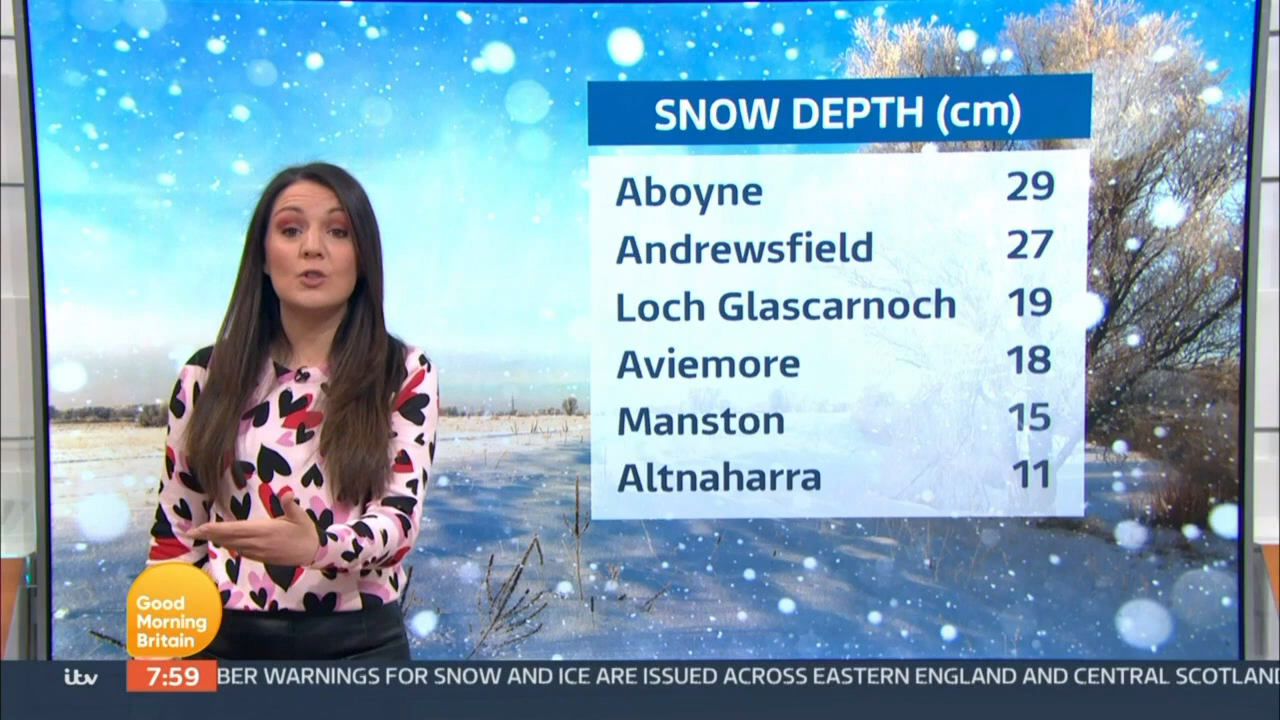 SNOW DEPTH (cm)
Aboyne 29
Andrewsfield 27
Loch Glascarnoch 19
Aviemore 18
Manston 15
Altnaharra 11
Good
Morning
Britain
itv 7:59 BER WARNINGS FOR SNOW AND ICE ARE ISSUED ACROSS EASTERN ENGLAND AND CENTRAL SCOTLAND